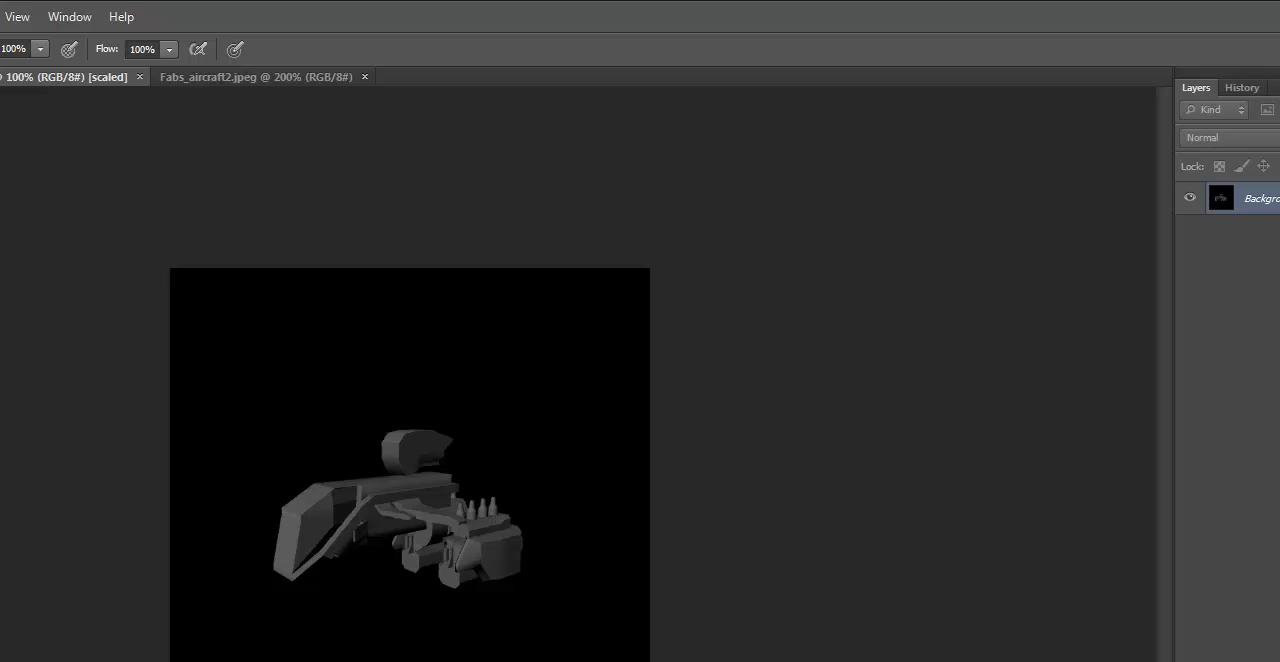 View Window Help
100% Flow: 100%
100% (RGB/8#) [scaled] × Fabs_aircraft2.jpeg @ 200% (RGB/8#) ×
Layers History
Kind
Normal
Lock:
Backgro